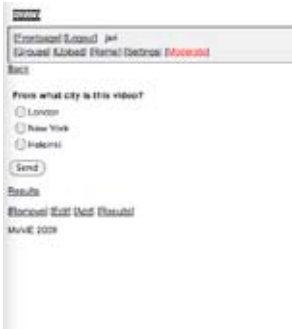 [Frontpage] [Logout] jari
[Groups] [Upload] [Home] [Settings] [Moderate]
Back
From what city is this video?
London
New York
Helsinki
Send
Results
[Remove] [Edit] [Add] [Results]
MoViE 2009